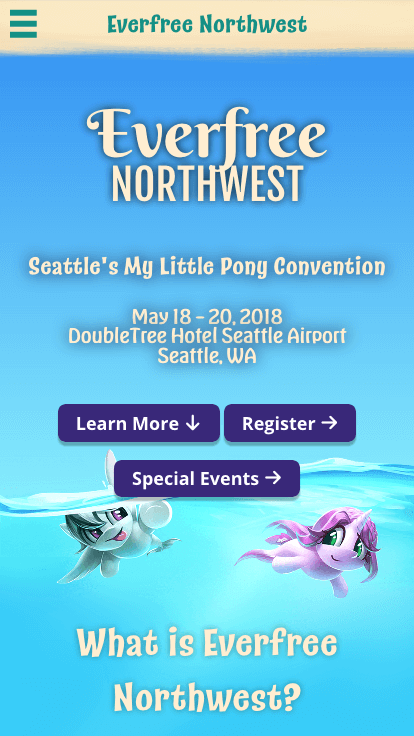 Everfree Northwest
Everfree
NORTHWEST
Seattle's My Little Pony Convention
May 18 - 20, 2018
DoubleTree Hotel Seattle Airport
Seattle, WA
Learn More ↓ Register →
Special Events →
What is Everfree
Northwest?